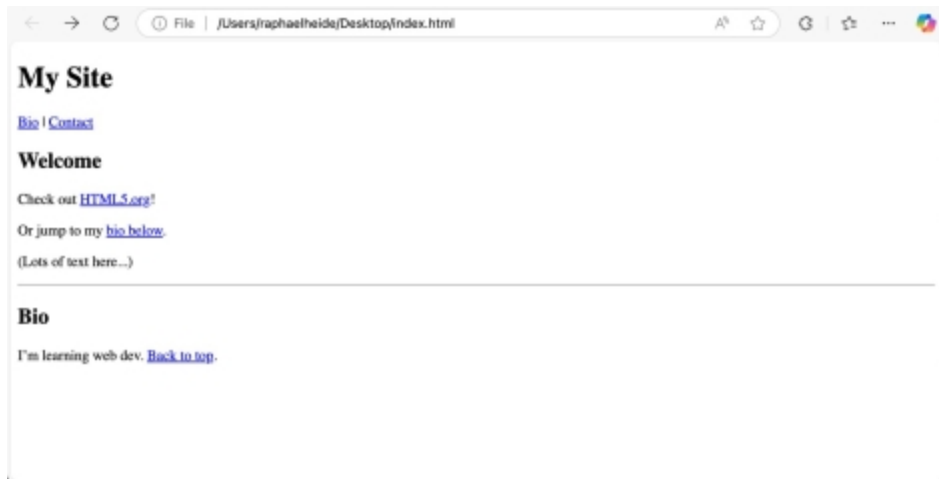 File | /Users/raphaelheide/Desktop/index.html
My Site
Bio | Contact
Welcome
Check out HTML5.org!
Or jump to my bio below.
(Lots of text here...)
Bio
I'm learning web dev. Back to top.